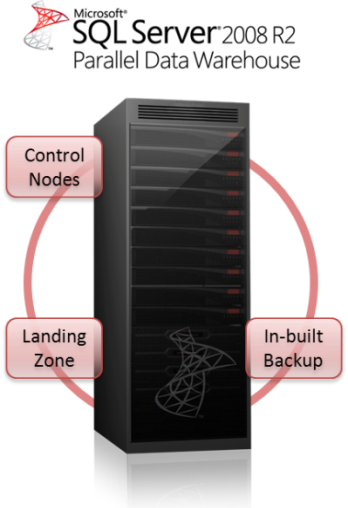 Microsoft®
SQL Server® 2008 R2
Parallel Data Warehouse
Control
Nodes
Landing
Zone
In-built
Backup